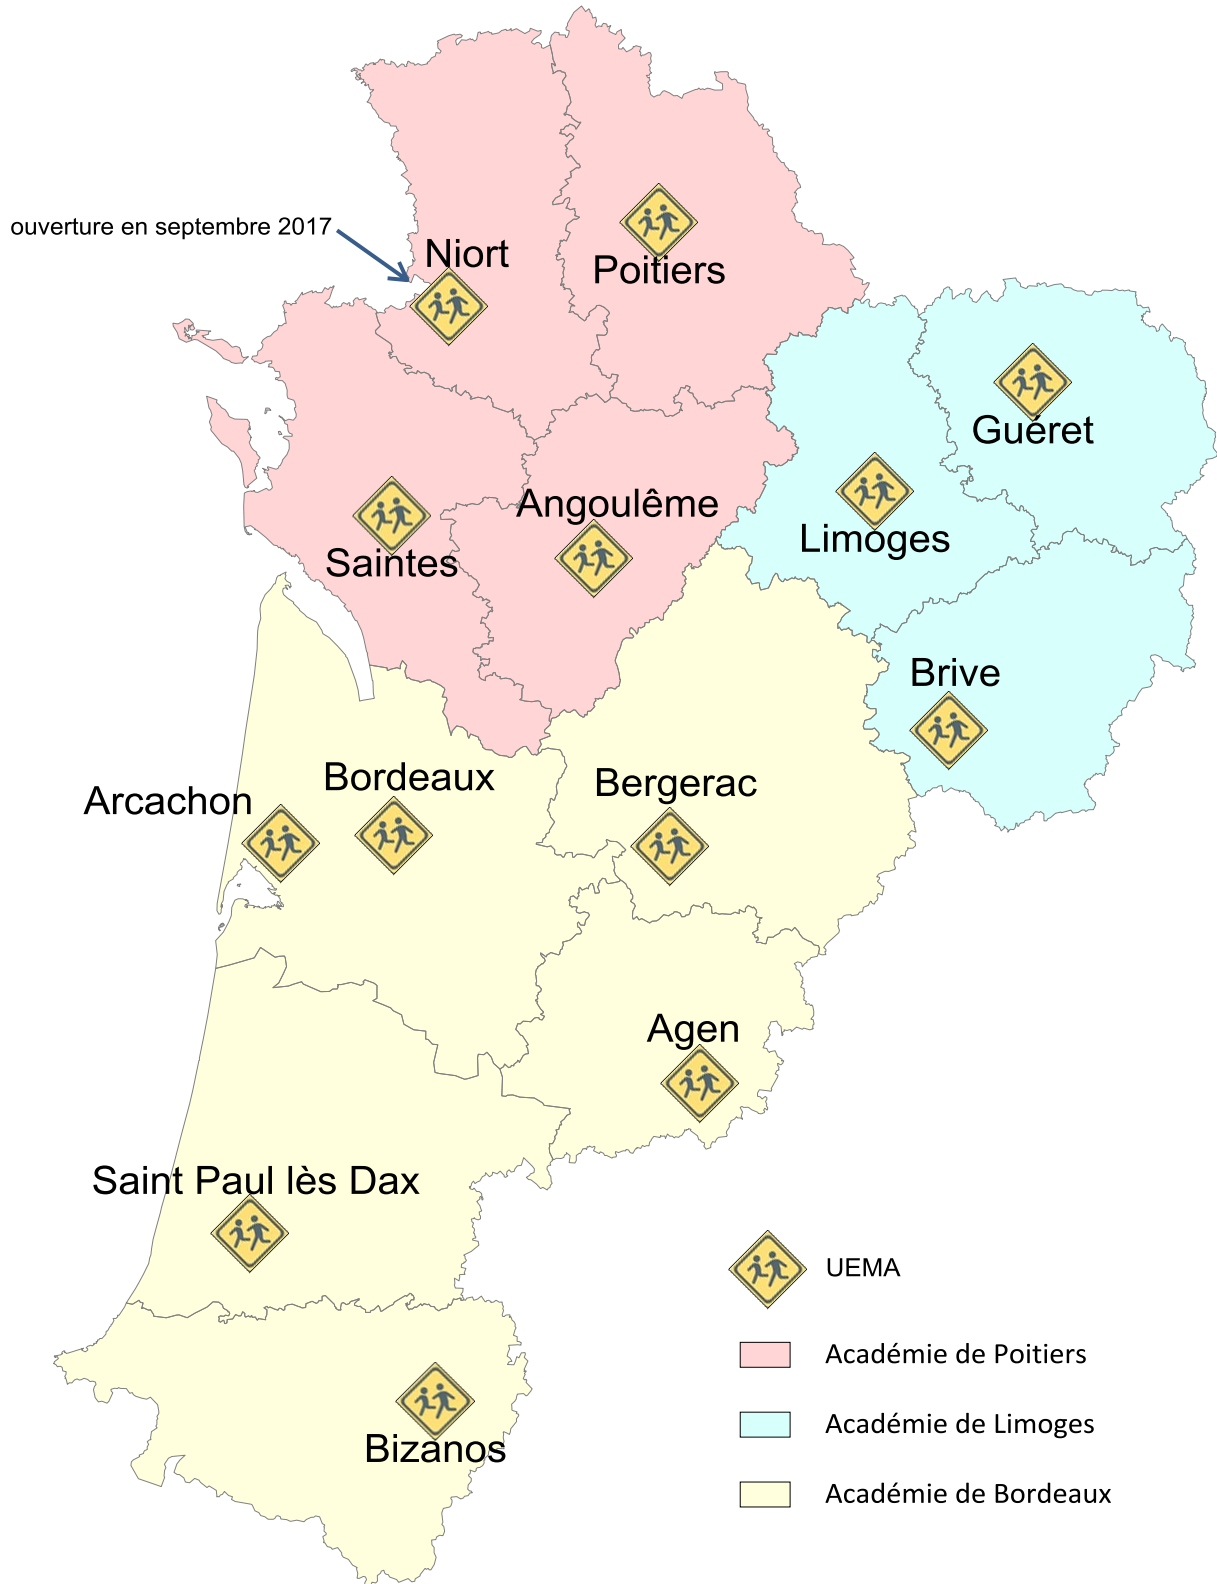 ouverture en septembre 2017
Niort
Poitiers
Guéret
Angoulême
Limoges
Saintes
Brive
Bordeaux
Bergerac
Arcachon
Agen
Saint Paul lès Dax
Bizanos
UEMA
Académie de Poitiers
Académie de Limoges
Académie de Bordeaux